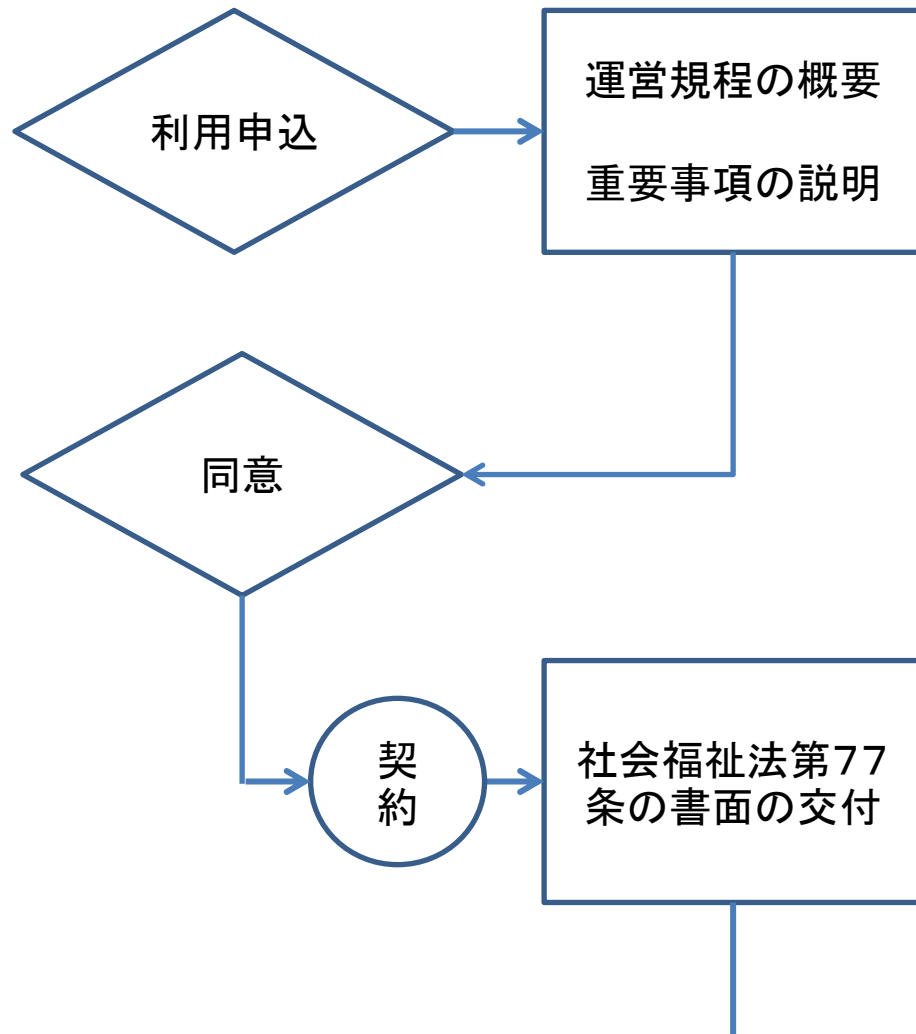 利用申込
運営規程の概要
重要事項の説明
同意
契
約
社会福祉法第77
条の書面の交付